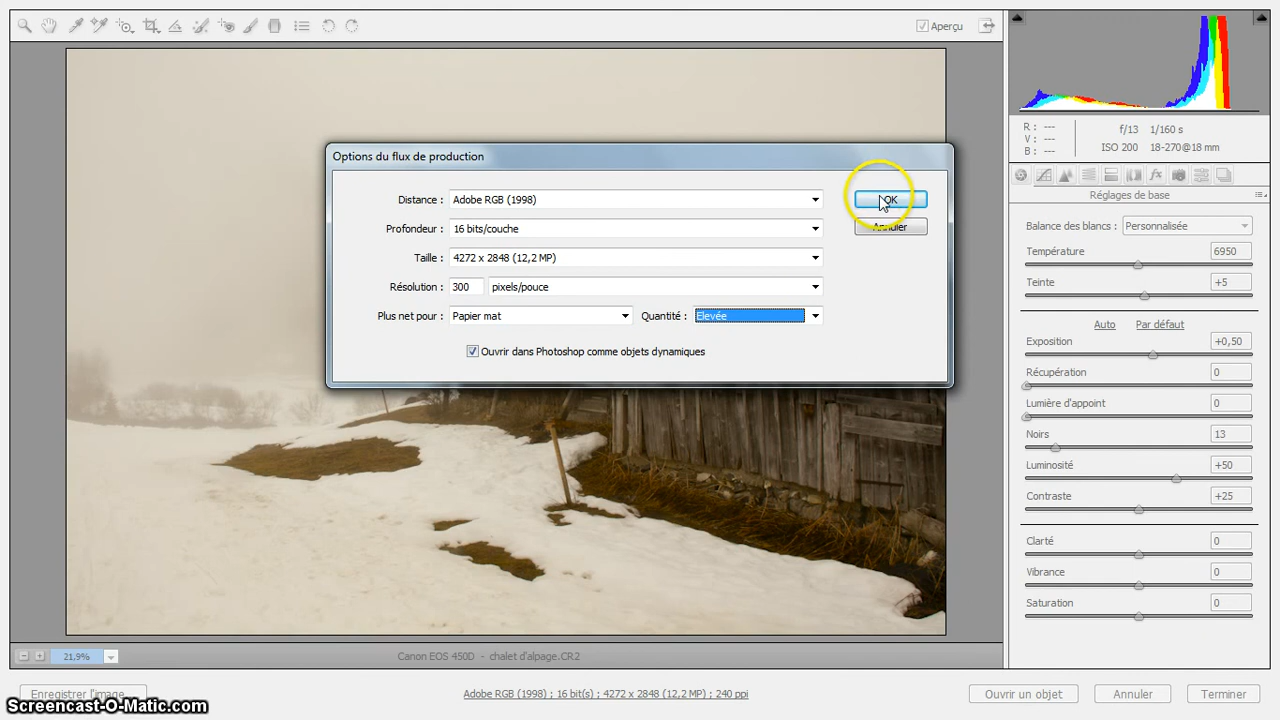 Aperçu
Options du flux de production
Distance : Adobe RGB (1998)
OK
Profondeur : 16 bits/couche
Annuler
Taille : 4272 x 2848 (12,2 MP)
Résolution : 300 pixels/pouce
Plus net pour : Papier mat Quantité : Elevée
Ouvrir dans Photoshop comme objets dynamiques
R : ---
V : ---
B : ---
f/13 1/160 s
ISO 200 18-270@18 mm
Réglages de base
Balance des blancs : Personnalisée
Température 6950
Teinte +5
Auto Par défaut
Exposition +0,50
Récupération 0
Lumière d'appoint 0
Noirs 13
Luminosité +50
Contraste +25
Clarté 0
Vibrance 0
Saturation 0
21,9% Canon EOS 450D - chalet d'alpage.CR2
Enregistrer l'image...
Adobe RGB (1998) ; 16 bit(s) ; 4272 x 2848 (12,2 MP) ; 240 ppi
Ouvrir un objet Annuler Terminer
Screencast-O-Matic.com